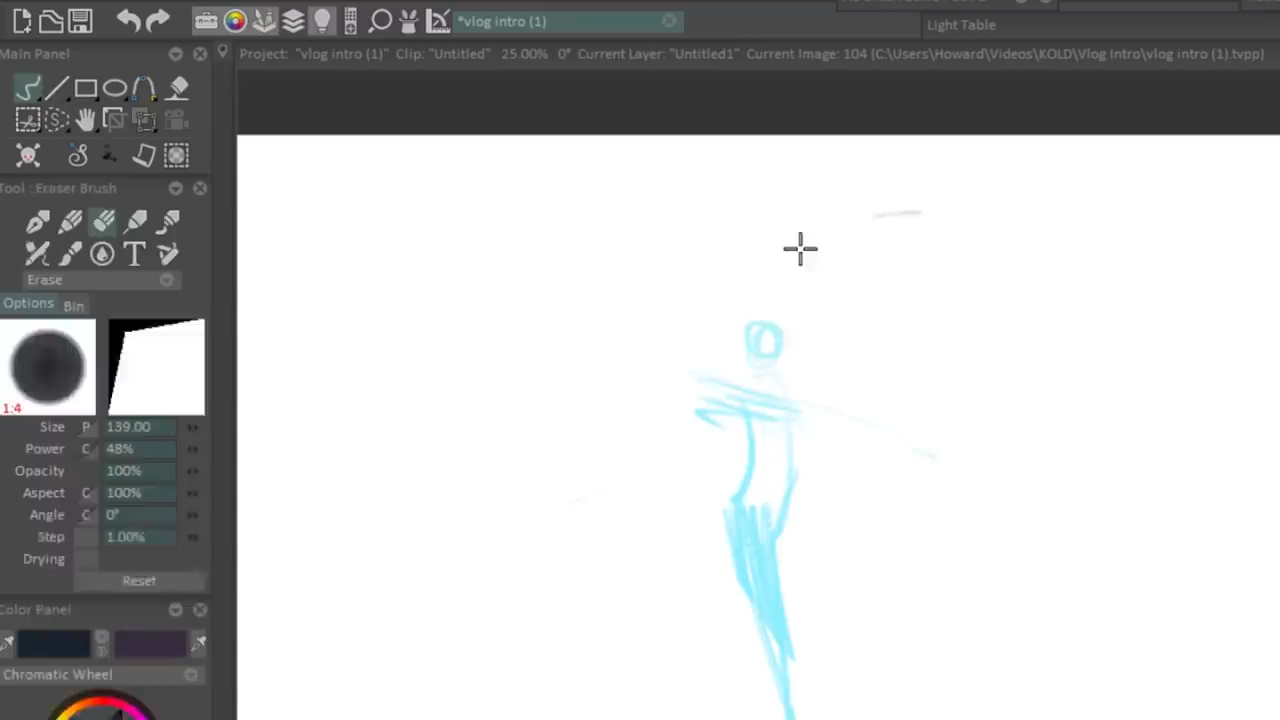 *vlog intro (1)
Light Table
Main Panel
Project: "vlog intro (1)" Clip: "Untitled" 25.00% 0° Current Layer: "Untitled1" Current Image: 104 (C:\Users\Howard\Videos\KOLD\Vlog Intro\vlog intro (1).tvpp)
Tool : Eraser Brush
Erase
Options Bin
1:4
Size P 139.00
Power C 48%
Opacity 100%
Aspect C 100%
Angle C 0°
Step 1.00%
Drying
Reset
Color Panel
Chromatic Wheel